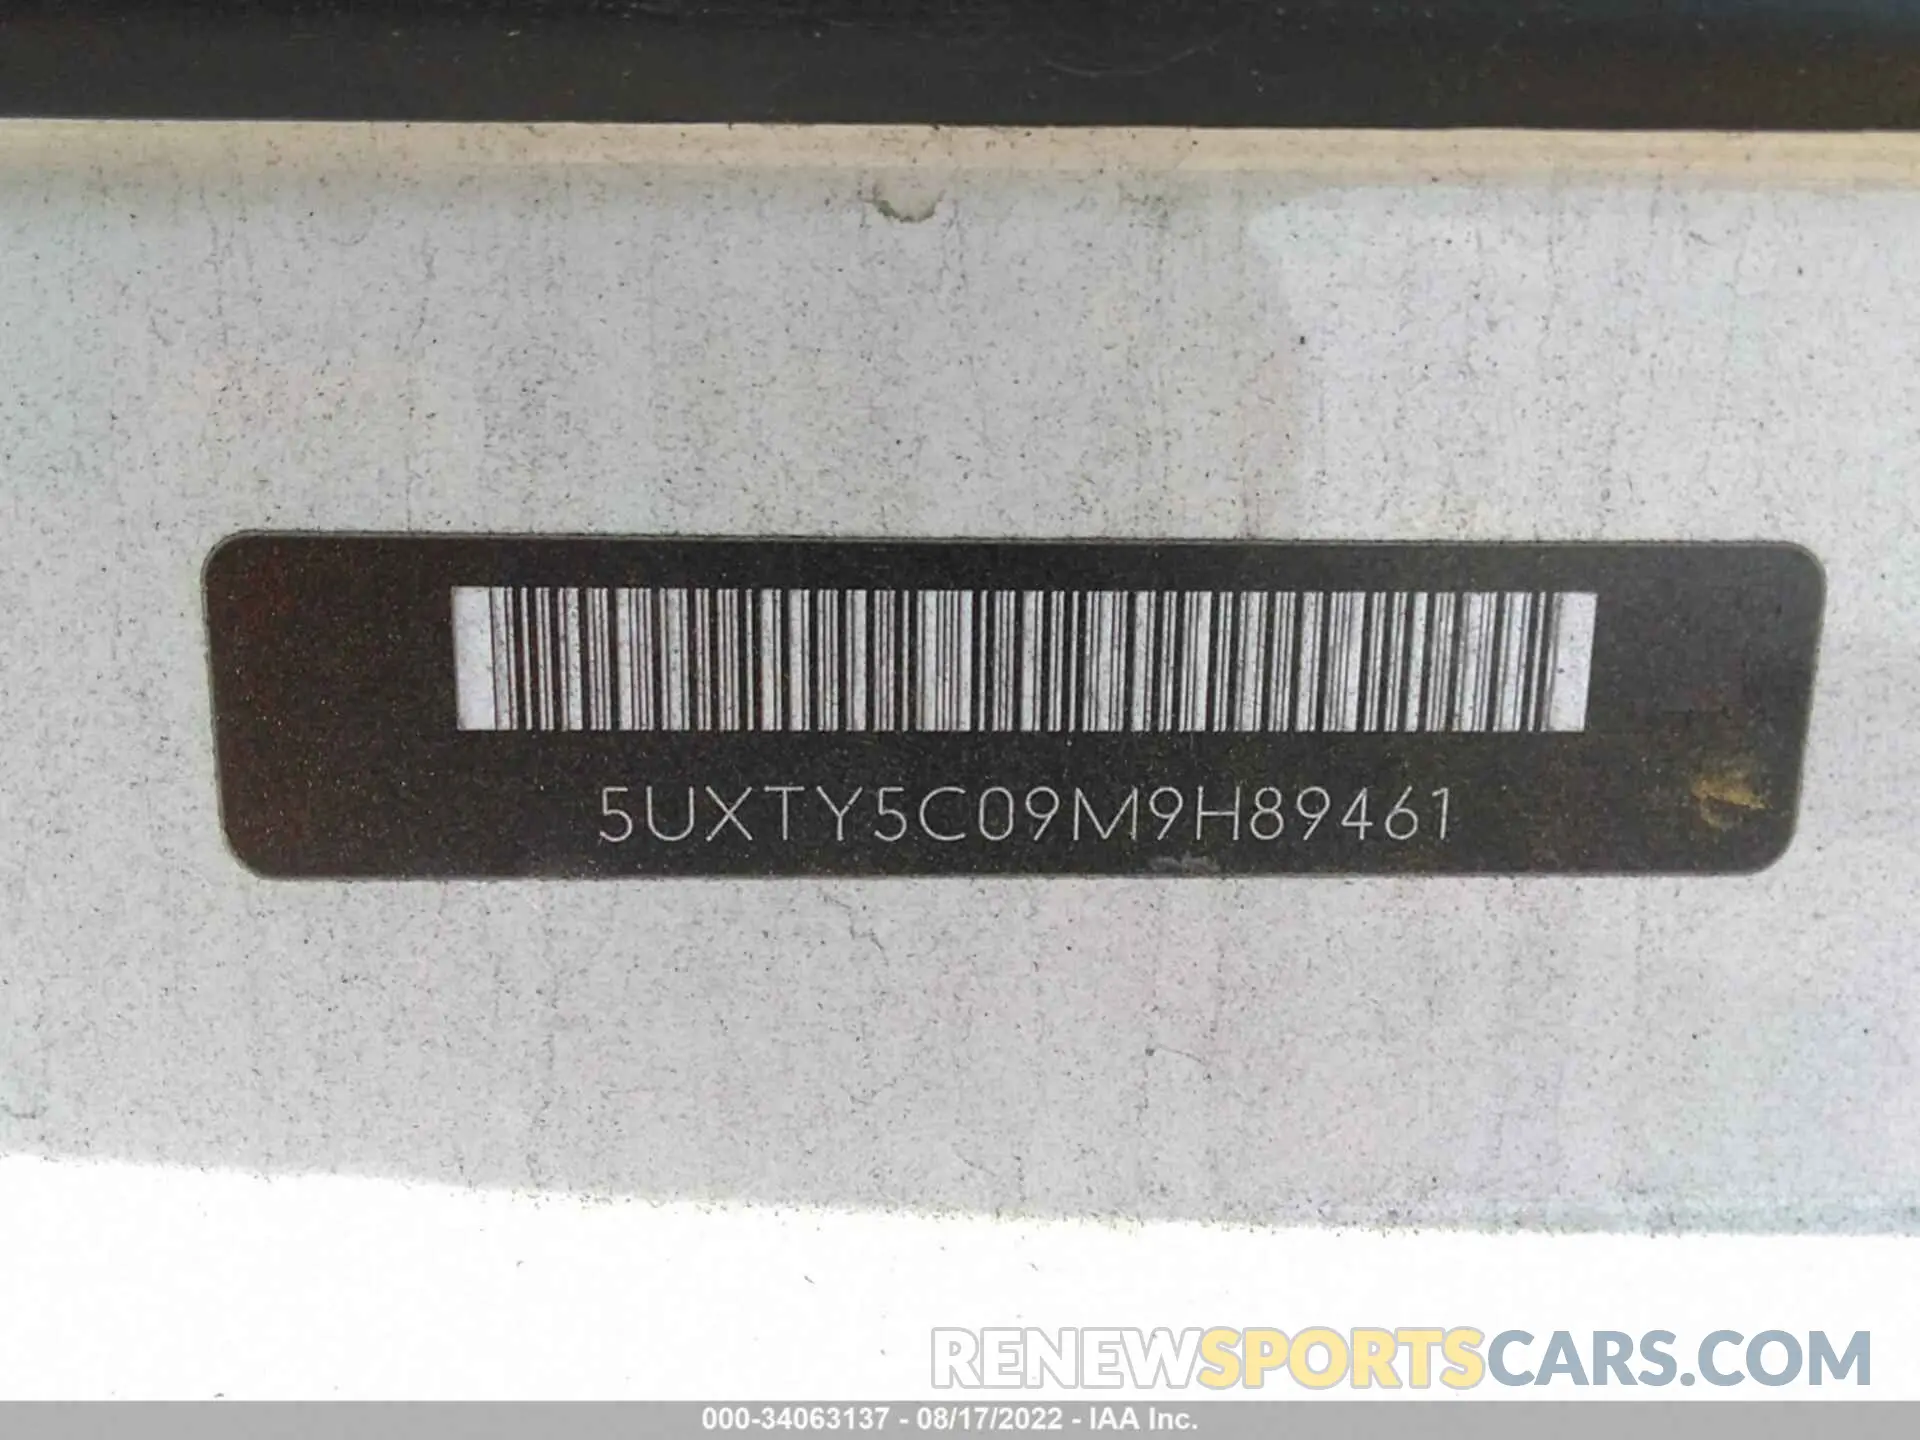 5UXTY5C09M9H89461
RENEWSPORTSCARS.COM
000-34063137 - 08/17/2022 - IAA Inc.